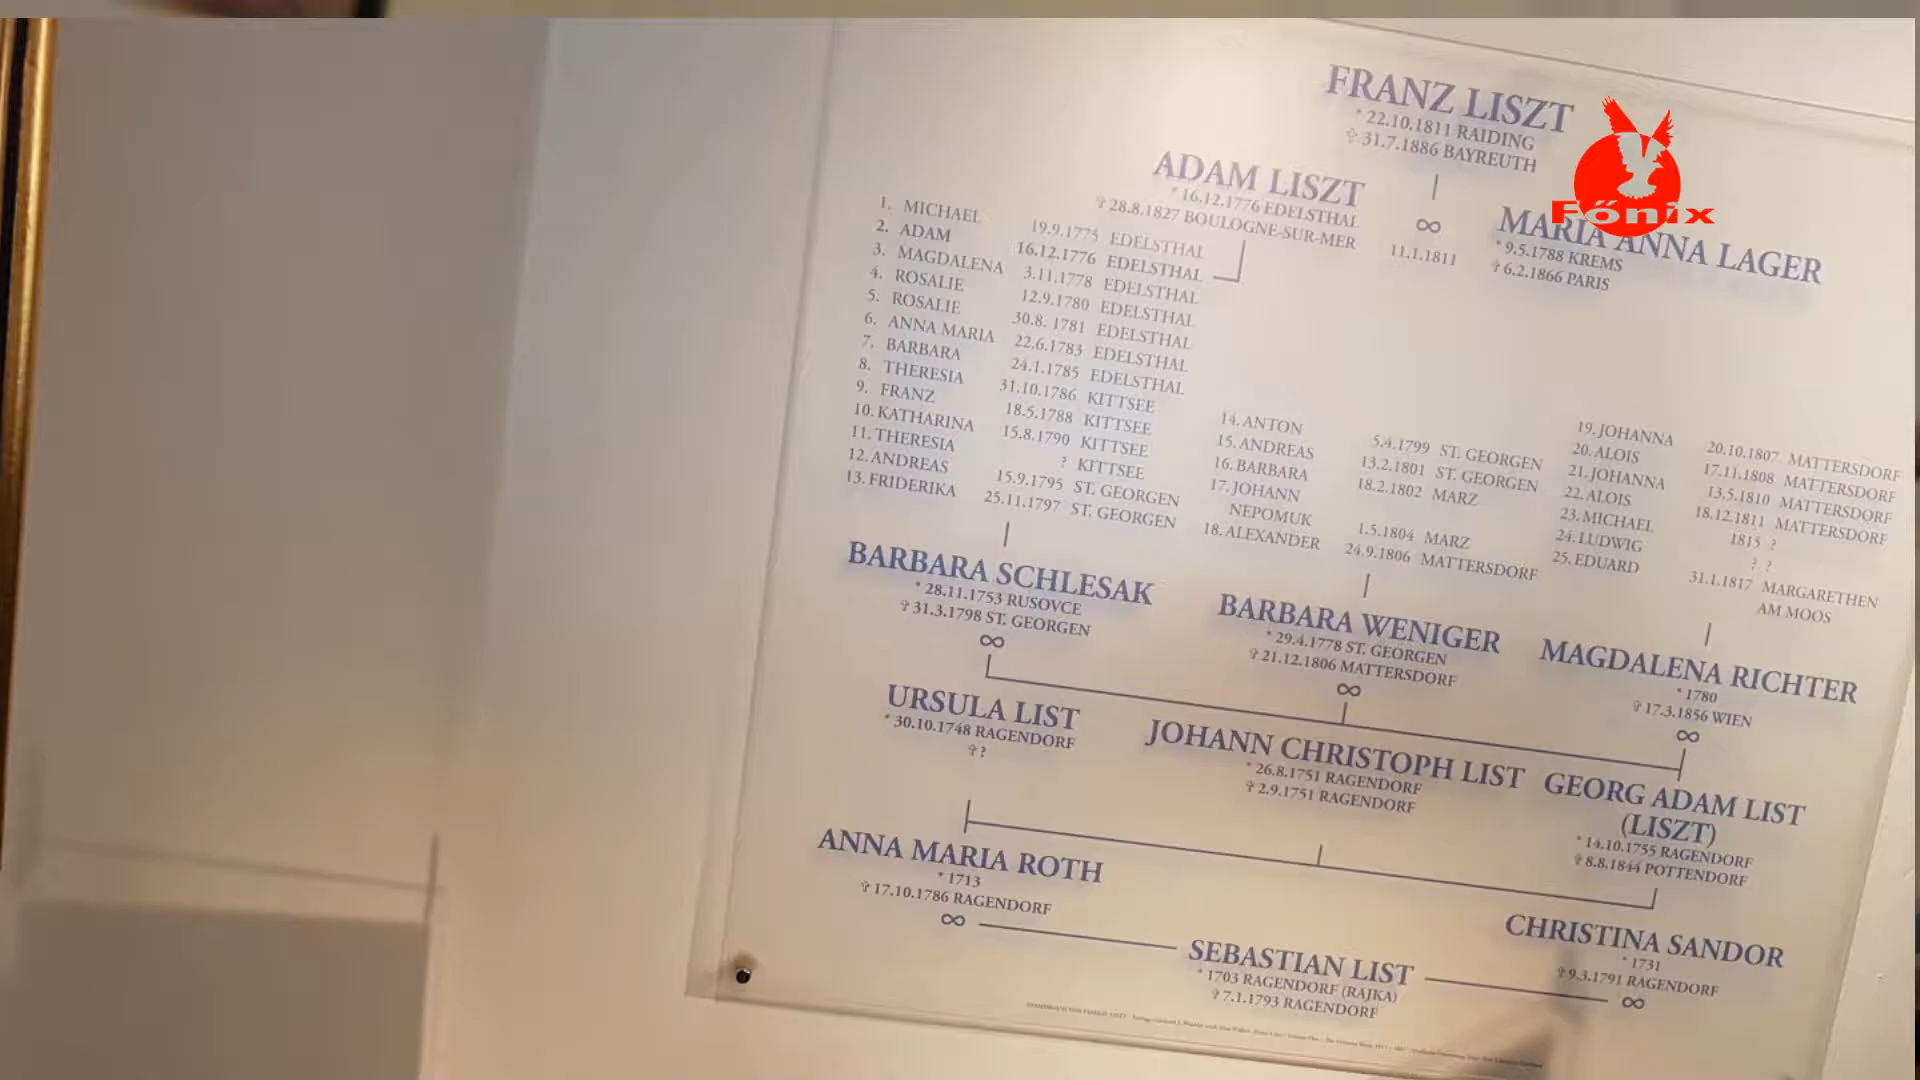 FRANZ LISZT
* 22.10.1811 RAIDING
✞ 31.7.1886 BAYREUTH
Főnix
ADAM LISZT
* 16.12.1776 EDELSTHAL
✞ 28.8.1827 BOULOGNE-SUR-MER
∞
11.1.1811
MARIA ANNA LAGER
* 9.5.1788 KREMS
✞ 6.2.1866 PARIS
1. MICHAEL 19.9.1775 EDELSTHAL
2. ADAM 16.12.1776 EDELSTHAL
3. MAGDALENA 3.11.1778 EDELSTHAL
4. ROSALIE 12.9.1780 EDELSTHAL
5. ROSALIE 30.8. 1781 EDELSTHAL
6. ANNA MARIA 22.6.1783 EDELSTHAL
7. BARBARA 24.1.1785 EDELSTHAL
8. THERESIA 31.10.1786 KITTSEE
9. FRANZ 18.5.1788 KITTSEE
10. KATHARINA 15.8.1790 KITTSEE
11. THERESIA ? KITTSEE
12. ANDREAS 15.9.1795 ST. GEORGEN
13. FRIDERIKA 25.11.1797 ST. GEORGEN
14. ANTON 5.4.1799 ST. GEORGEN
15. ANDREAS 13.2.1801 ST. GEORGEN
16. BARBARA 18.2.1802 MARZ
17. JOHANN
NEPOMUK 1.5.1804 MARZ
18. ALEXANDER 24.9.1806 MATTERSDORF
19. JOHANNA 20.10.1807 MATTERSDORF
20. ALOIS 17.11.1808 MATTERSDORF
21. JOHANNA 13.5.1810 MATTERSDORF
22. ALOIS 18.12.1811 MATTERSDORF
23. MICHAEL 1815 ?
24. LUDWIG ? ?
25. EDUARD 31.1.1817 MARGARETHEN
AM MOOS
BARBARA SCHLESAK
* 28.11.1753 RUSOVCE
✞ 31.3.1798 ST. GEORGEN
∞
BARBARA WENIGER
* 29.4.1778 ST. GEORGEN
✞ 21.12.1806 MATTERSDORF
∞
MAGDALENA RICHTER
* 1780
✞ 17.3.1856 WIEN
∞
URSULA LIST
* 30.10.1748 RAGENDORF
✞ ?
JOHANN CHRISTOPH LIST
* 26.8.1751 RAGENDORF
✞ 2.9.1751 RAGENDORF
GEORG ADAM LIST
(LISZT)
* 14.10.1755 RAGENDORF
✞ 8.8.1844 POTTENDORF
ANNA MARIA ROTH
* 1713
✞ 17.10.1786 RAGENDORF
∞
SEBASTIAN LIST
* 1703 RAGENDORF (RAJKA)
✞ 7.1.1793 RAGENDORF
CHRISTINA SANDOR
* 1731
✞ 9.3.1791 RAGENDORF
∞